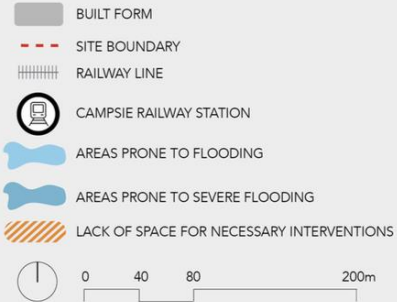 BUILT FORM
SITE BOUNDARY
RAILWAY LINE
CAMPSIE RAILWAY STATION
AREAS PRONE TO FLOODING
AREAS PRONE TO SEVERE FLOODING
LACK OF SPACE FOR NECESSARY INTERVENTIONS
0 40 80 200m